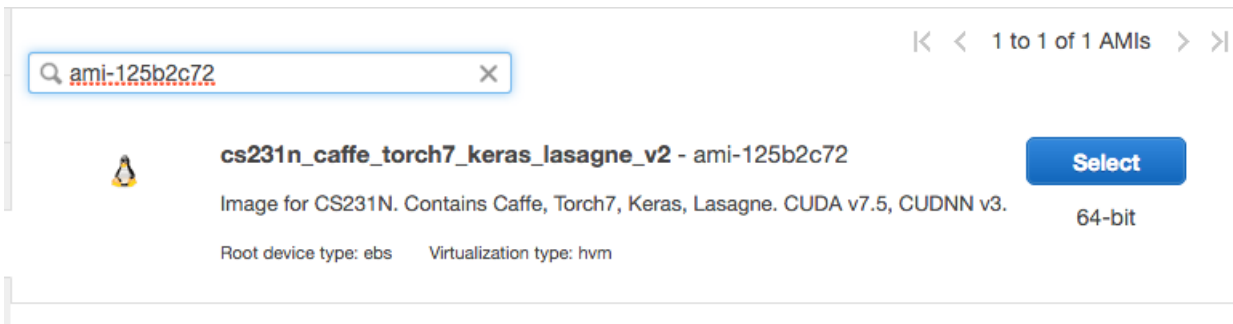 1 to 1 of 1 AMIs
ami-125b2c72
cs231n_caffe_torch7_keras_lasagne_v2 - ami-125b2c72
Select
Image for CS231N. Contains Caffe, Torch7, Keras, Lasagne. CUDA v7.5, CUDNN v3.
64-bit
Root device type: ebs Virtualization type: hvm